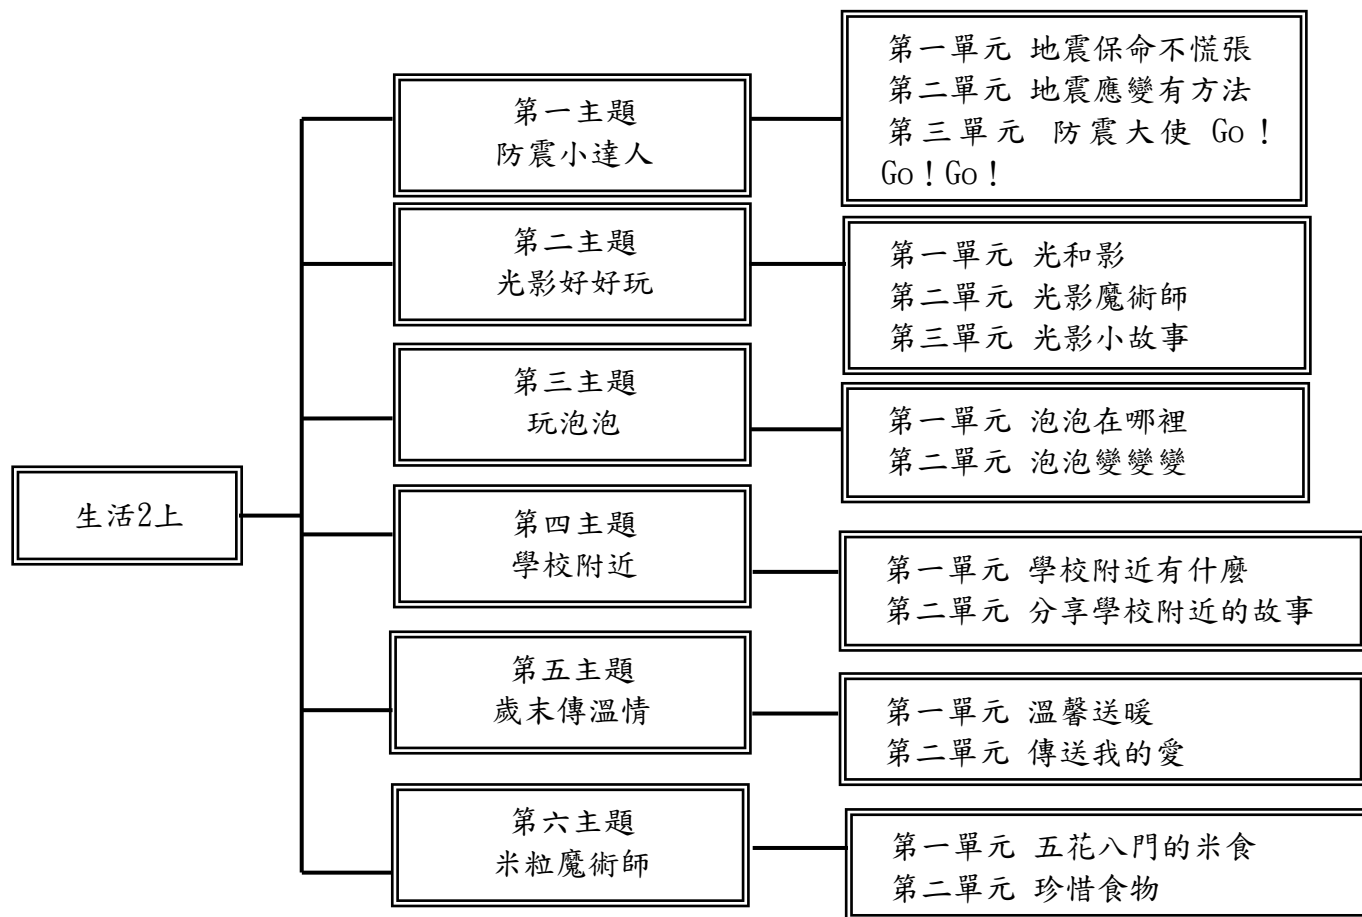 生活2上
第一主題
防震小達人
第一單元 地震保命不慌張
第二單元 地震應變有方法
第三單元 防震大使 Go！
Go！Go！
第二主題
光影好好玩
第一單元 光和影
第二單元 光影魔術師
第三單元 光影小故事
第三主題
玩泡泡
第一單元 泡泡在哪裡
第二單元 泡泡變變變
第四主題
學校附近
第一單元 學校附近有什麼
第二單元 分享學校附近的故事
第五主題
歲末傳溫情
第一單元 溫馨送暖
第二單元 傳送我的愛
第六主題
米粒魔術師
第一單元 五花八門的米食
第二單元 珍惜食物